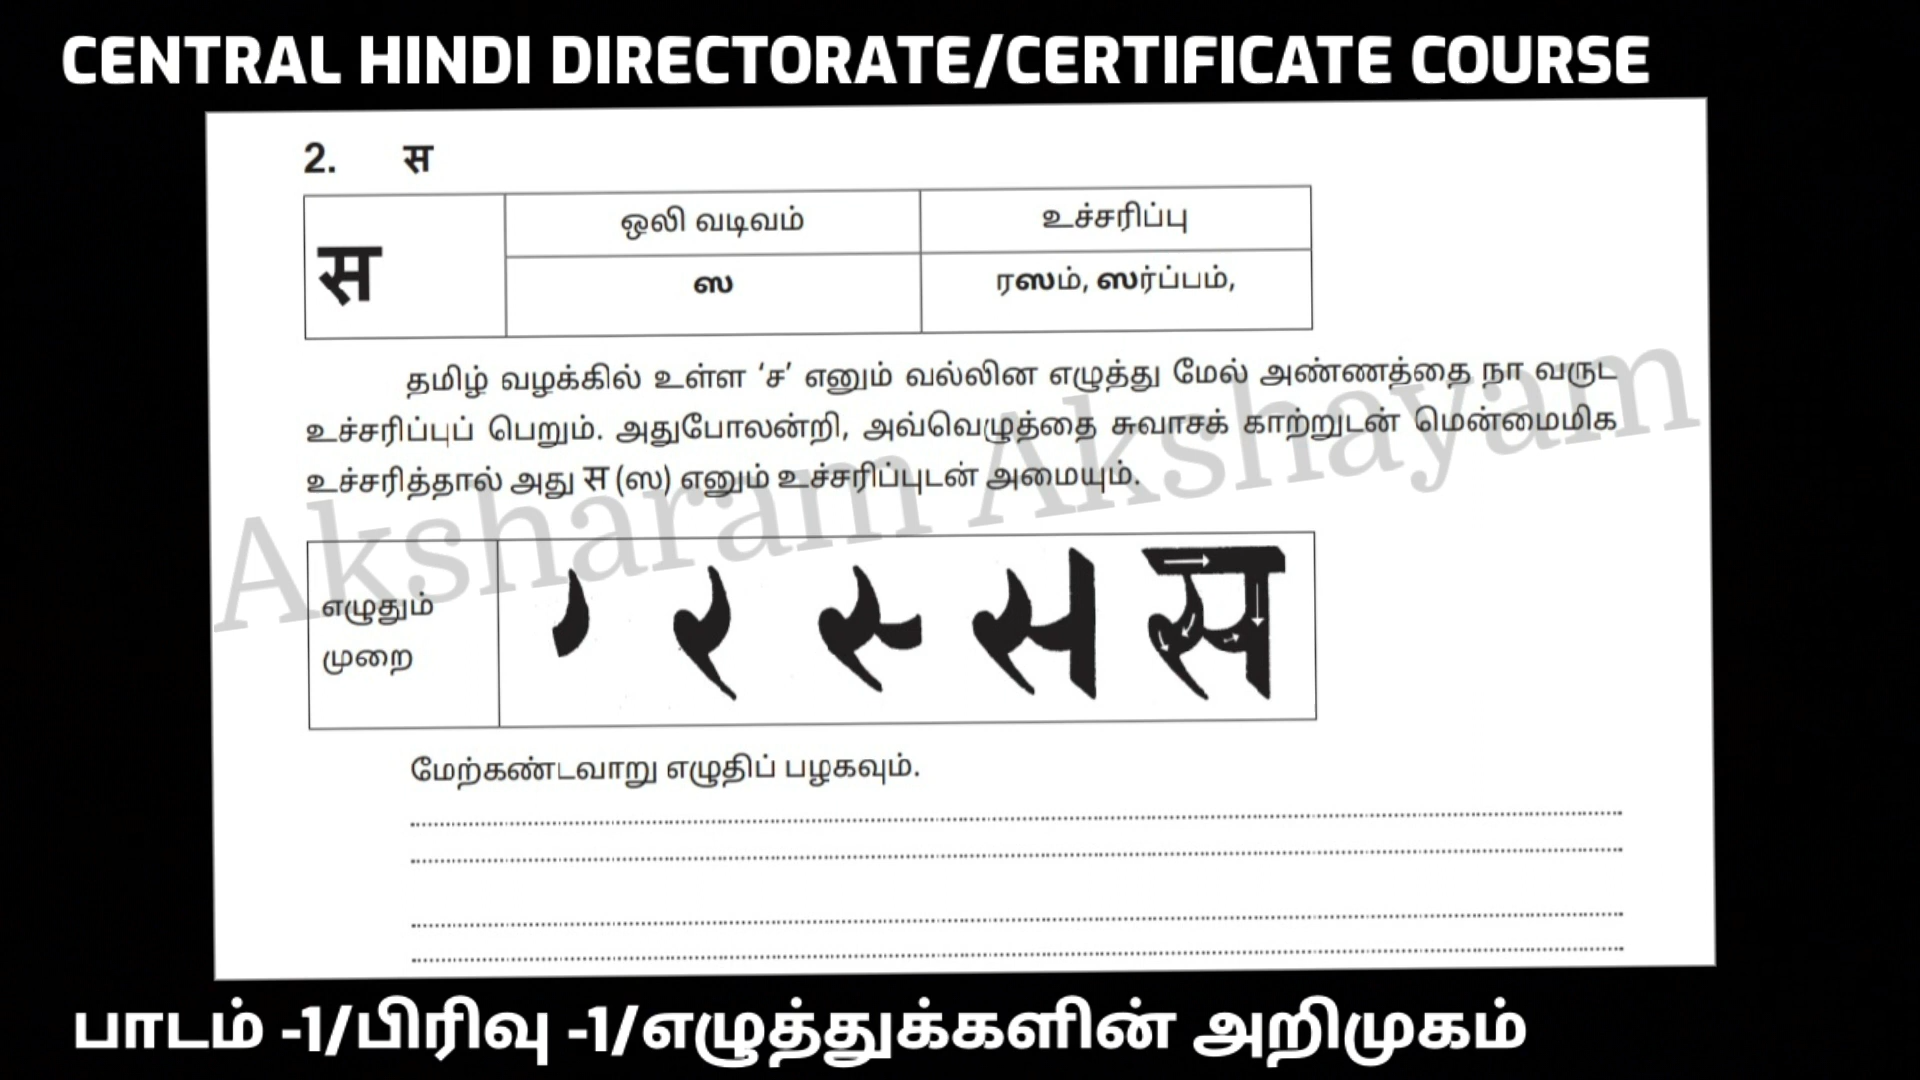 CENTRAL HINDI DIRECTORATE/CERTIFICATE COURSE
2. स
स
ஒலி வடிவம்
உச்சரிப்பு
ஸ
ரஸம், ஸர்ப்பம்,
தமிழ் வழக்கில் உள்ள ‘ச’ எனும் வல்லின எழுத்து மேல் அண்ணத்தை நா வருட
உச்சரிப்புப் பெறும். அதுபோலன்றி, அவ்வெழுத்தை சுவாசக் காற்றுடன் மென்மைமிக
உச்சரித்தால் அது स (ஸ) எனும் உச்சரிப்புடன் அமையும்.
Aksharam Akshayam
எழுதும்
முறை
स
மேற்கண்டவாறு எழுதிப் பழகவும்.
பாடம் -1/பிரிவு -1/எழுத்துக்களின் அறிமுகம்